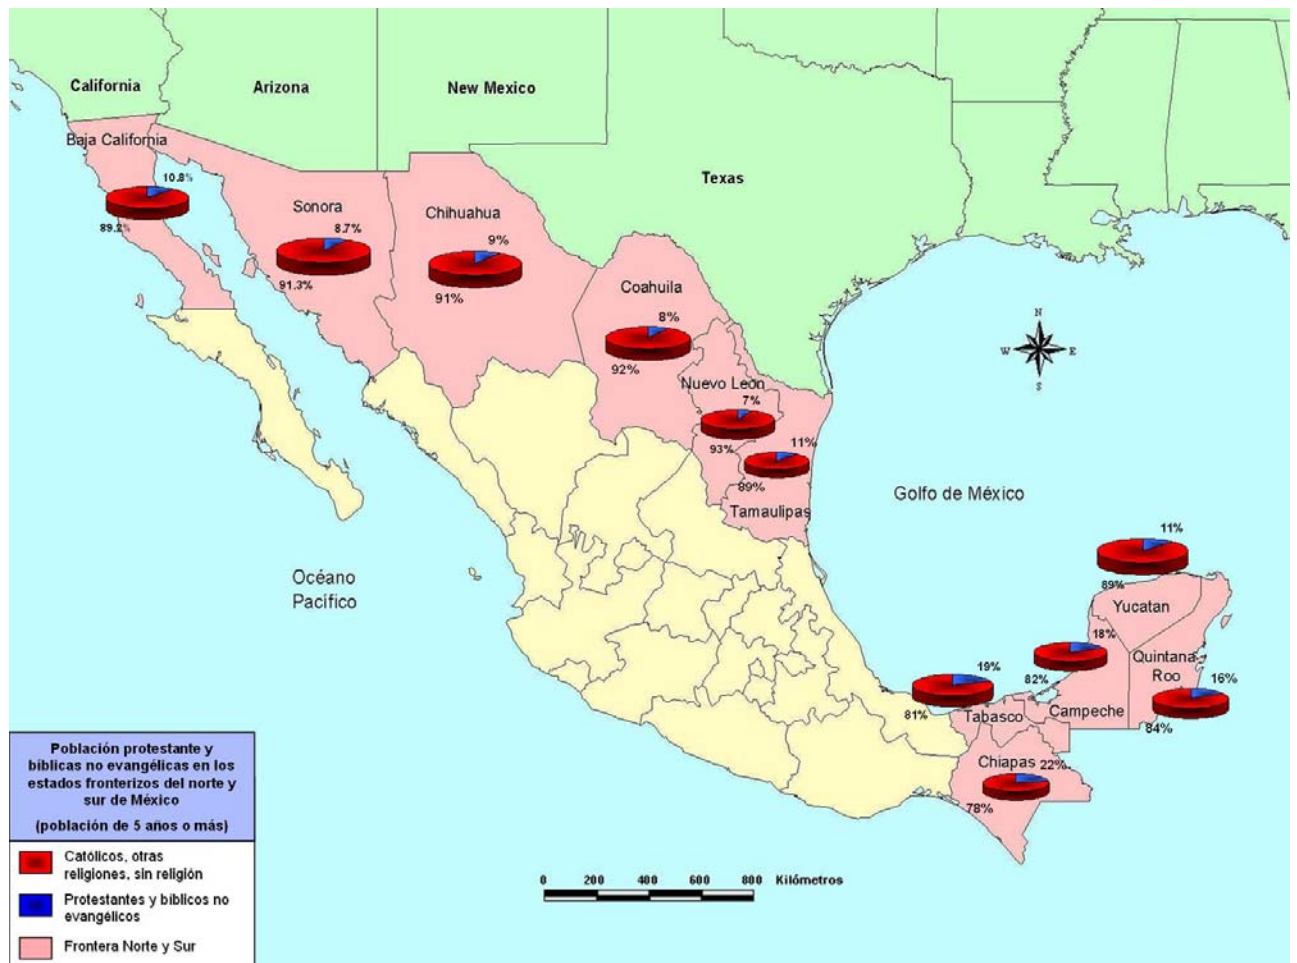 California
Arizona
New Mexico
Texas
Baja California
10.8%
89.2%
Sonora
8.7%
91.3%
Chihuahua
9%
91%
Coahuila
8%
92%
Nuevo León
7%
93%
11%
89%
Tamaulipas
N
W
E
S
Golfo de México
Océano
Pacífico
11%
89%
Yucatan
18%
82%
Campeche
Quintana
Roo
16%
84%
19%
81%
Tabasco
Chiapas
22%
78%
Población protestante y
bíblicas no evangélicas en los
estados fronterizos del norte y
sur de México
(población de 5 años o más)
Católicos, otras
religiones, sin religión
Protestantes y bíblicos no
evangélicos
Frontera Norte y Sur
0 200 400 600 800 Kilómetros